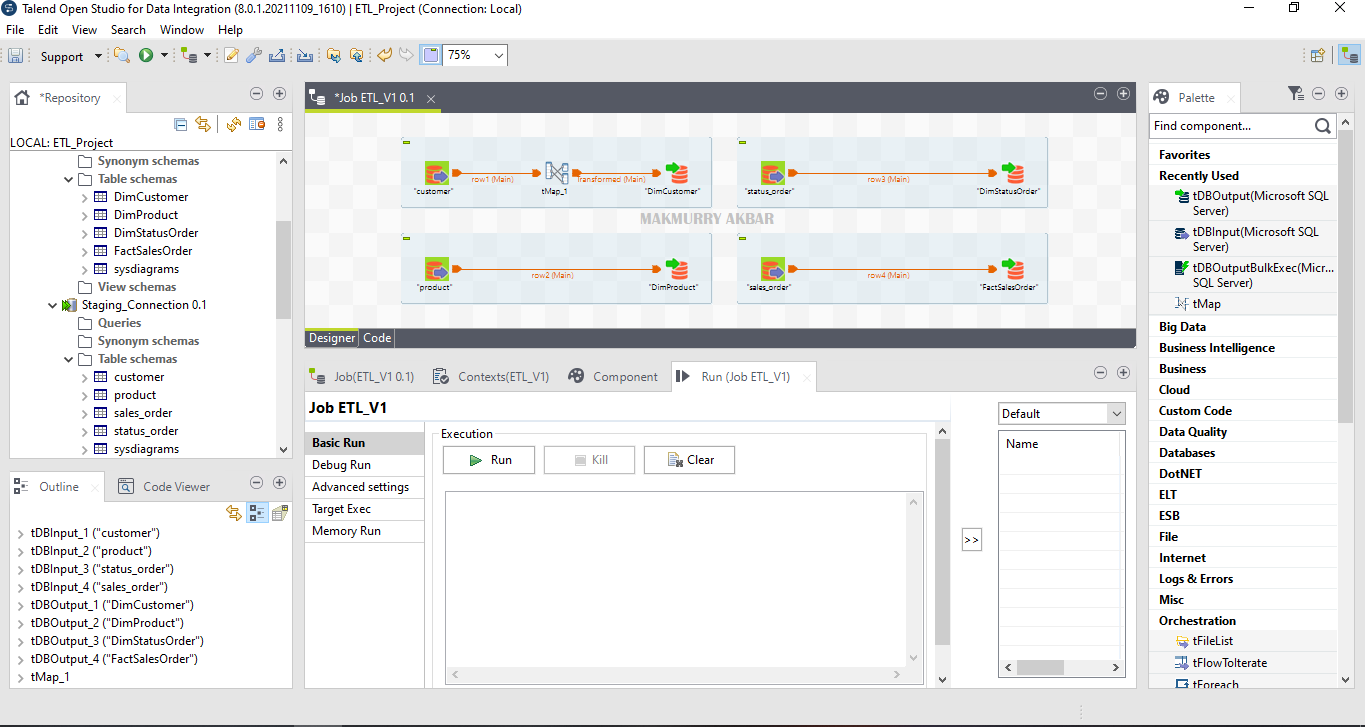 Talend Open Studio for Data Integration (8.0.1.20211109_1610) | ETL_Project (Connection: Local)
File Edit View Search Window Help
Support 75%
*Repository
LOCAL: ETL_Project
Synonym schemas
Table schemas
DimCustomer
DimProduct
DimStatusOrder
FactSalesOrder
sysdiagrams
View schemas
Staging_Connection 0.1
Queries
Synonym schemas
Table schemas
customer
product
sales_order
status_order
sysdiagrams
Outline Code Viewer
tDBInput_1 ("customer")
tDBInput_2 ("product")
tDBInput_3 ("status_order")
tDBInput_4 ("sales_order")
tDBOutput_1 ("DimCustomer")
tDBOutput_2 ("DimProduct")
tDBOutput_3 ("DimStatusOrder")
tDBOutput_4 ("FactSalesOrder")
tMap_1
*Job ETL_V1 0.1
row1 (Main) Transformed (Main)
"customer" tMap_1 "DimCustomer"
row3 (Main)
"status_order" "DimStatusOrder"
MAKMURRY AKBAR
row2 (Main)
"product" "DimProduct"
row4 (Main)
"sales_order" "FactSalesOrder"
Designer Code
Job(ETL_V1 0.1) Contexts(ETL_V1) Component Run (Job ETL_V1)
Job ETL_V1
Basic Run
Debug Run
Advanced settings
Target Exec
Memory Run
Execution
Run Kill Clear
>>
Default
Name
Palette
Find component...
Favorites
Recently Used
tDBOutput(Microsoft SQL
Server)
tDBInput(Microsoft SQL
Server)
tDBOutputBulkExec(Micr...
SQL Server)
tMap
Big Data
Business Intelligence
Business
Cloud
Custom Code
Data Quality
Databases
DotNET
ELT
ESB
File
Internet
Logs & Errors
Misc
Orchestration
tFileList
tFlowToIterate
tForeach